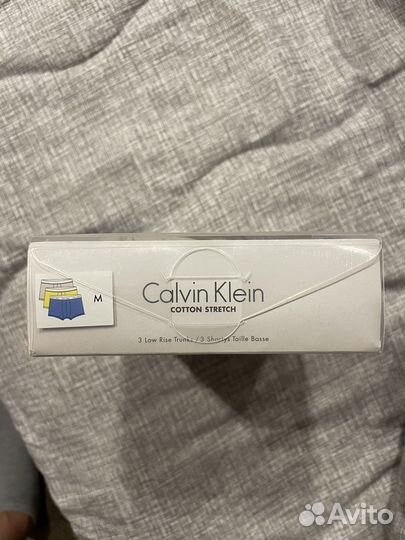 M
Calvin Klein
COTTON STRETCH
3 Low Rise Trunks / 3 Shortys Taille Basse
Avito